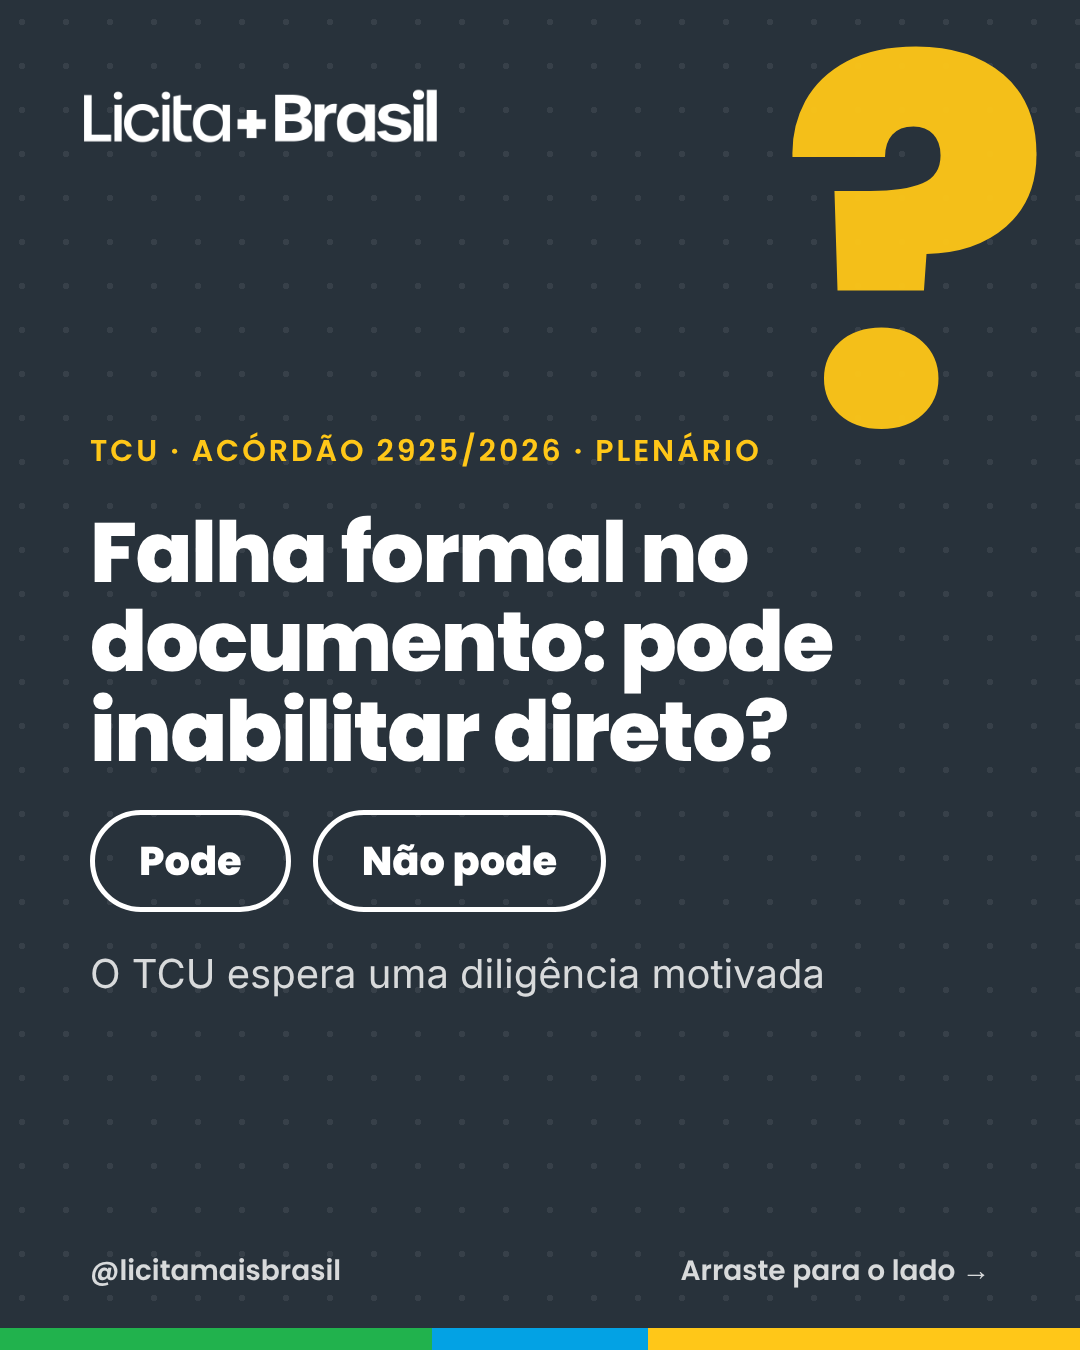 Licita+Brasil
?
TCU · ACÓRDÃO 2925/2026 · PLENÁRIO
Falha formal no
documento: pode
inabilitar direto?
Pode
Não pode
O TCU espera uma diligência motivada
@licitamaisbrasil
Arraste para o lado →